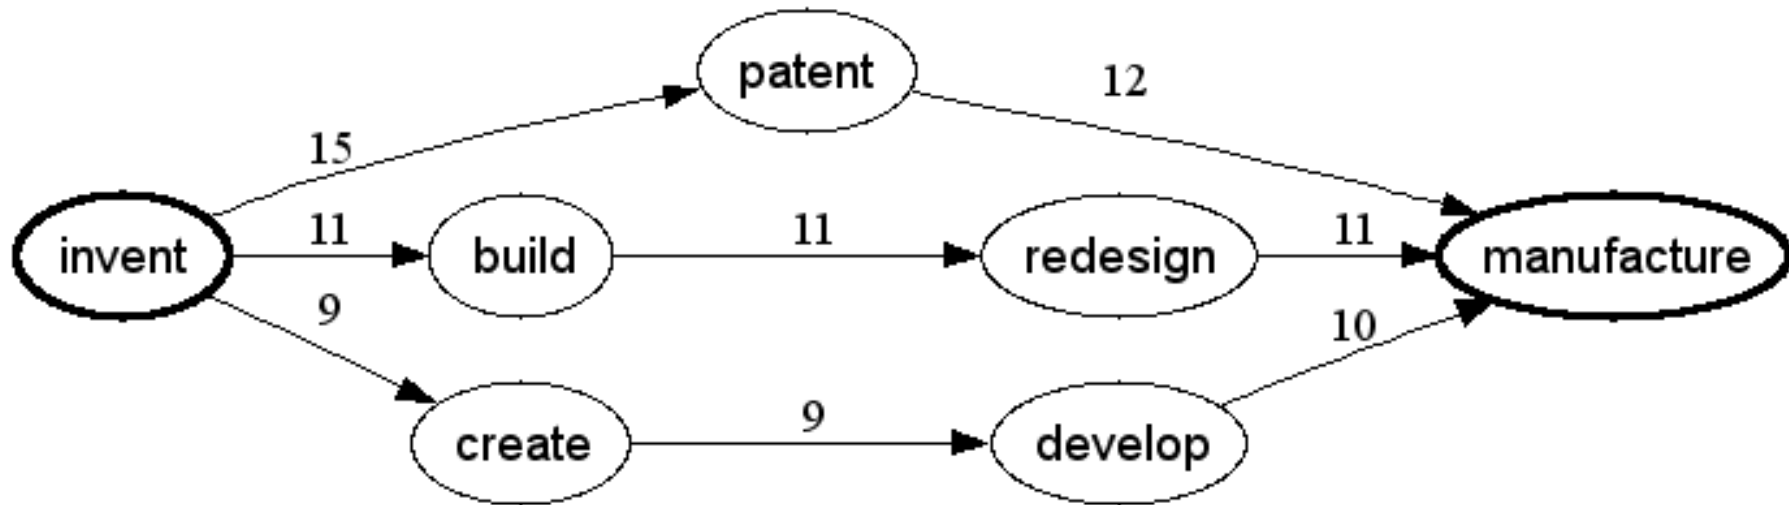 patent
12
15
invent
11
build
11
redesign
11
manufacture
9
10
create
9
develop